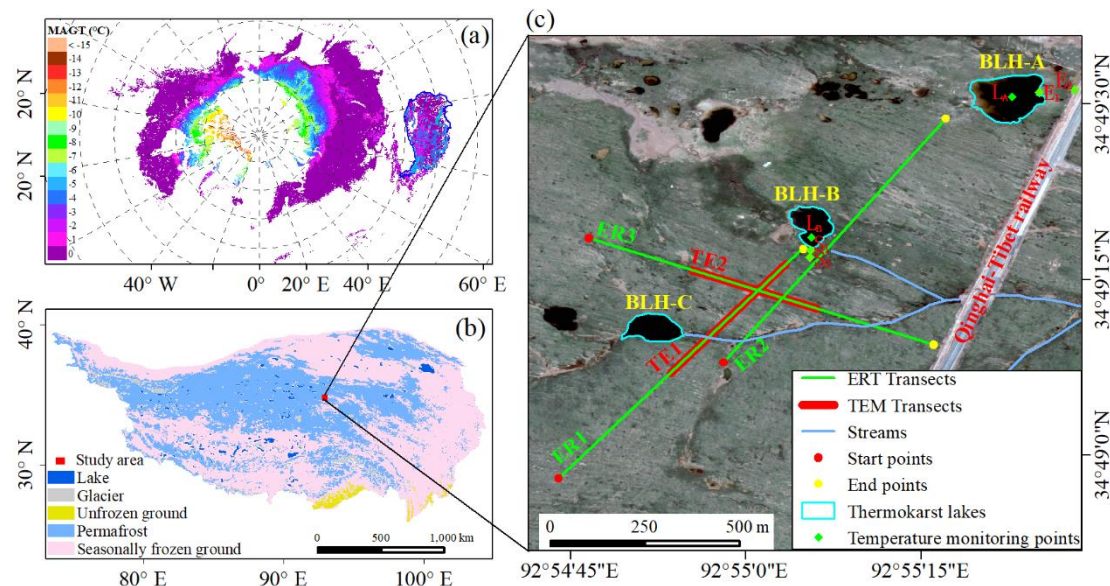 (a)
MAGT (°C)
< -15
-14
-13
-12
-11
-10
-9
-8
-7
-6
-5
-4
-3
-2
-1
0
20° N
20° N
40 W
0°
20 E
40 E
60 E
(b)
40° N
30° N
Study area
Lake
Glacier
Unfrozen ground
Permafrost
Seasonally frozen ground
0
500
1,000 km
80° E
90° E
100° E
(c)
BLH-A
BLH-B
BLH-C
ER3
TE2
TE1
ER2
ER1
Qinghai-Tibet railway
34°49'30"N
34°49'15"N
34°49'0"N
ERT Transects
TEM Transects
Streams
Start points
End points
Thermokarst lakes
Temperature monitoring points
0
250
500 m
92°54'45"E
92°55'0"E
92°55'15"E